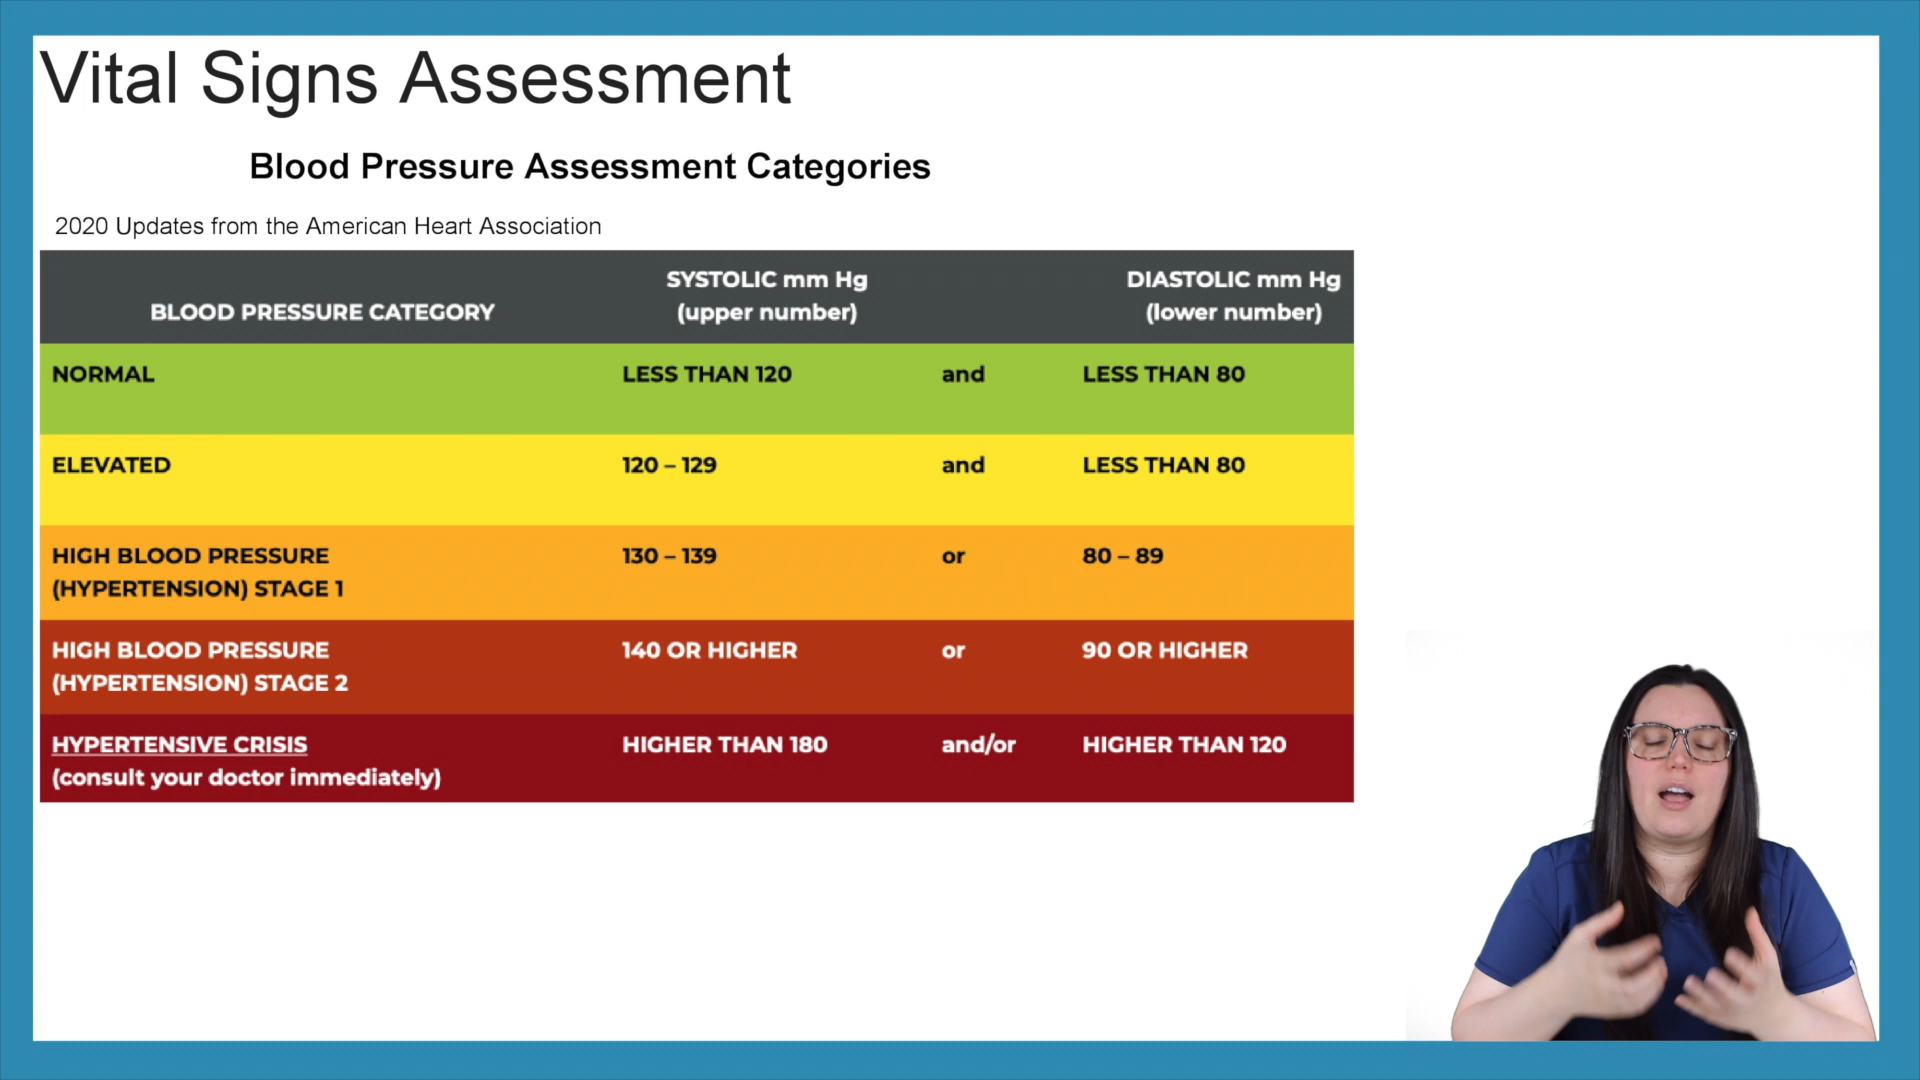 Vital Signs Assessment
Blood Pressure Assessment Categories
2020 Updates from the American Heart Association
BLOOD PRESSURE CATEGORY
SYSTOLIC mm Hg
(upper number)
DIASTOLIC mm Hg
(lower number)
NORMAL LESS THAN 120 and LESS THAN 80
ELEVATED 120 – 129 and LESS THAN 80
HIGH BLOOD PRESSURE 130 – 139 or 80 – 89
(HYPERTENSION) STAGE 1
HIGH BLOOD PRESSURE 140 OR HIGHER or 90 OR HIGHER
(HYPERTENSION) STAGE 2
HYPERTENSIVE CRISIS HIGHER THAN 180 and/or HIGHER THAN 120
(consult your doctor immediately)